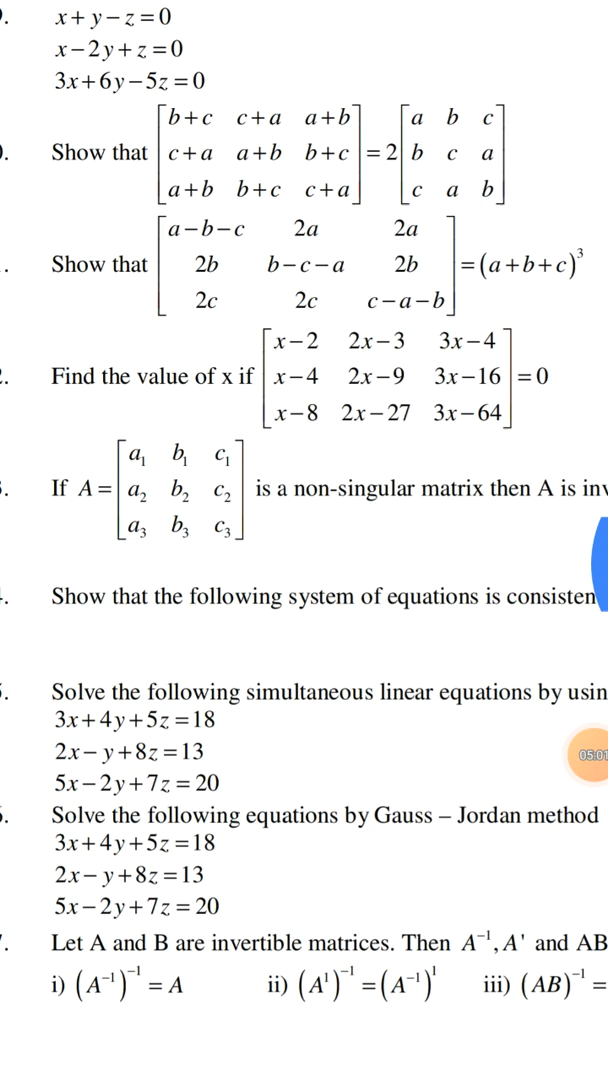 x+y−z=0
x−2y+z=0
3x+6y−5z=0
Show that [b+c c+a a+b; c+a a+b b+c; a+b b+c c+a] = 2 [a b c; b c a; c a b]
Show that [a−b−c 2a 2a; 2b b−c−a 2b; 2c 2c c−a−b] = (a+b+c)³
Find the value of x if [x−2 2x−3 3x−4; x−4 2x−9 3x−16; x−8 2x−27 3x−64] = 0
If A = [a₁ b₁ c₁; a₂ b₂ c₂; a₃ b₃ c₃] is a non-singular matrix then A is inv
Show that the following system of equations is consisten
Solve the following simultaneous linear equations by usin
3x+4y+5z=18
2x−y+8z=13
5x−2y+7z=20
05:01
Solve the following equations by Gauss – Jordan method
3x+4y+5z=18
2x−y+8z=13
5x−2y+7z=20
Let A and B are invertible matrices. Then A⁻¹, A' and AB
i) (A⁻¹)⁻¹ = A ii) (A¹)⁻¹ = (A⁻¹)¹ iii) (AB)⁻¹ =